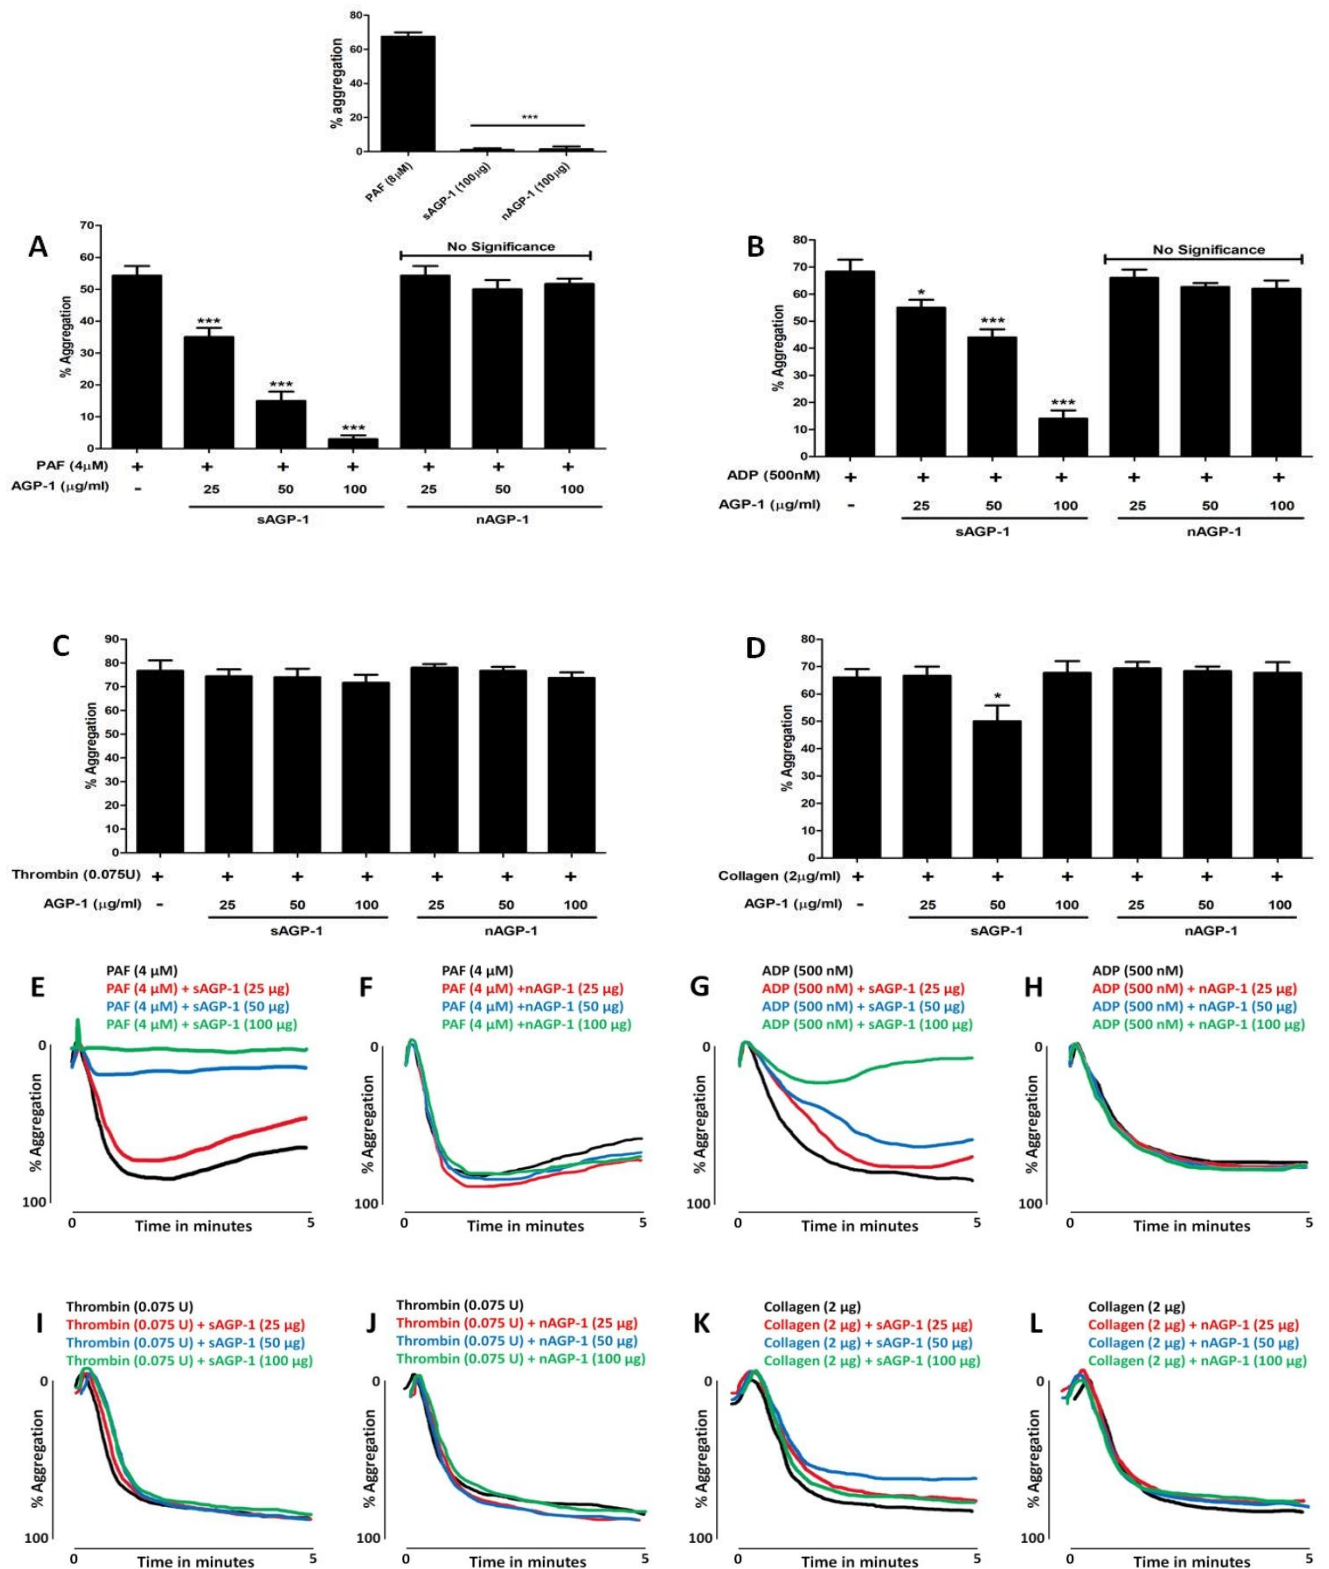 % aggregation
80
60
40
20
0
***
PAF (8μM)
sAGP-1 (100μg)
nAGP-1 (100μg)
A
% Aggregation
70
60
50
40
30
20
10
0
***
***
***
No Significance
PAF (4μM) + + + + + + +
AGP-1 (μg/ml) - 25 50 100 25 50 100
sAGP-1 nAGP-1
B
% Aggregation
80
70
60
50
40
30
20
10
0
*
***
***
No Significance
ADP (500nM) + + + + + + +
AGP-1 (μg/ml) - 25 50 100 25 50 100
sAGP-1 nAGP-1
C
% Aggregation
90
80
70
60
50
40
30
20
10
0
Thrombin (0.075U) + + + + + + +
AGP-1 (μg/ml) - 25 50 100 25 50 100
sAGP-1 nAGP-1
D
% Aggregation
80
70
60
50
40
30
20
10
0
*
Collagen (2μg/ml) + + + + + + +
AGP-1 (μg/ml) - 25 50 100 25 50 100
sAGP-1 nAGP-1
E
PAF (4 μM)
PAF (4 μM) + sAGP-1 (25 μg)
PAF (4 μM) + sAGP-1 (50 μg)
PAF (4 μM) + sAGP-1 (100 μg)
0
% Aggregation
100
0 Time in minutes 5
F
PAF (4 μM)
PAF (4 μM) +nAGP-1 (25 μg)
PAF (4 μM) +nAGP-1 (50 μg)
PAF (4 μM) +nAGP-1 (100 μg)
0
% Aggregation
100
0 Time in minutes 5
G
ADP (500 nM)
ADP (500 nM) + sAGP-1 (25 μg)
ADP (500 nM) + sAGP-1 (50 μg)
ADP (500 nM) + sAGP-1 (100 μg)
0
% Aggregation
100
0 Time in minutes 5
H
ADP (500 nM)
ADP (500 nM) + nAGP-1 (25 μg)
ADP (500 nM) + nAGP-1 (50 μg)
ADP (500 nM) + nAGP-1 (100 μg)
0
% Aggregation
100
0 Time in minutes 5
I
Thrombin (0.075 U)
Thrombin (0.075 U) + sAGP-1 (25 μg)
Thrombin (0.075 U) + sAGP-1 (50 μg)
Thrombin (0.075 U) + sAGP-1 (100 μg)
0
% Aggregation
100
0 Time in minutes 5
J
Thrombin (0.075 U)
Thrombin (0.075 U) + nAGP-1 (25 μg)
Thrombin (0.075 U) + nAGP-1 (50 μg)
Thrombin (0.075 U) + nAGP-1 (100 μg)
0
% Aggregation
100
0 Time in minutes 5
K
Collagen (2 μg)
Collagen (2 μg) + sAGP-1 (25 μg)
Collagen (2 μg) + sAGP-1 (50 μg)
Collagen (2 μg) + sAGP-1 (100 μg)
0
% Aggregation
100
0 Time in minutes 5
L
Collagen (2 μg)
Collagen (2 μg) + nAGP-1 (25 μg)
Collagen (2 μg) + nAGP-1 (50 μg)
Collagen (2 μg) + nAGP-1 (100 μg)
0
% Aggregation
100
0 Time in minutes 5